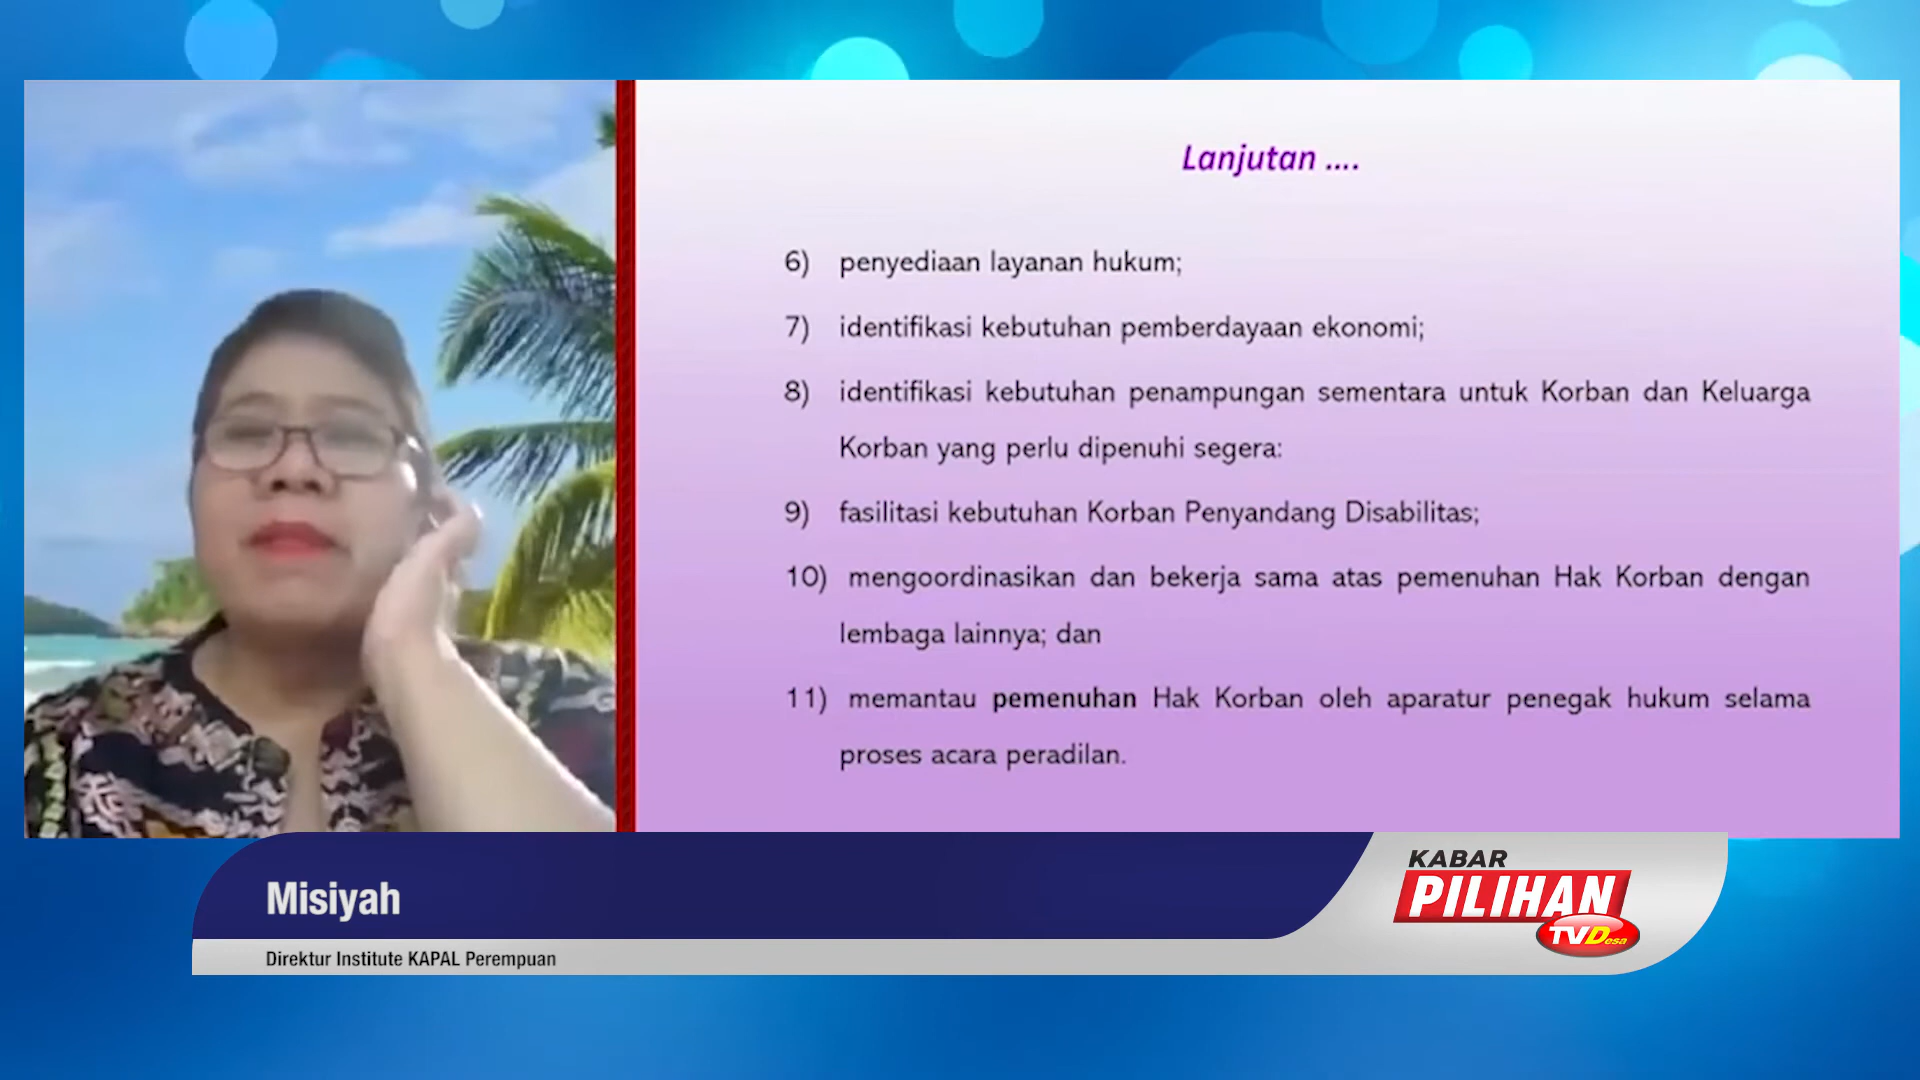 Lanjutan ....
6) penyediaan layanan hukum;
7) identifikasi kebutuhan pemberdayaan ekonomi;
8) identifikasi kebutuhan penampungan sementara untuk Korban dan Keluarga
Korban yang perlu dipenuhi segera:
9) fasilitasi kebutuhan Korban Penyandang Disabilitas;
10) mengoordinasikan dan bekerja sama atas pemenuhan Hak Korban dengan
lembaga lainnya; dan
11) memantau pemenuhan Hak Korban oleh aparatur penegak hukum selama
proses acara peradilan.
Misiyah
Direktur Institute KAPAL Perempuan
KABAR
PILIHAN
TVDesa